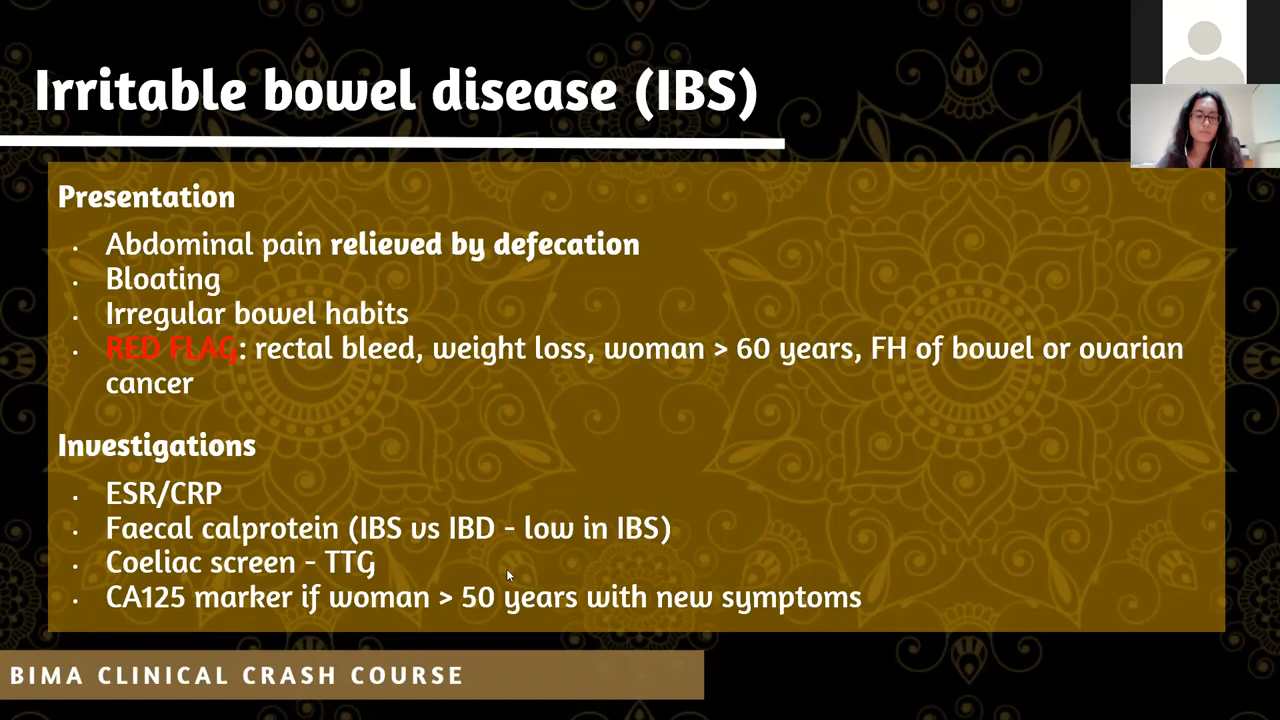 Irritable bowel disease (IBS)
Presentation
• Abdominal pain relieved by defecation
• Bloating
• Irregular bowel habits
• RED FLAG: rectal bleed, weight loss, woman > 60 years, FH of bowel or ovarian
cancer
Investigations
• ESR/CRP
• Faecal calprotein (IBS vs IBD - low in IBS)
• Coeliac screen - TTG
• CA125 marker if woman > 50 years with new symptoms
BIMA CLINICAL CRASH COURSE